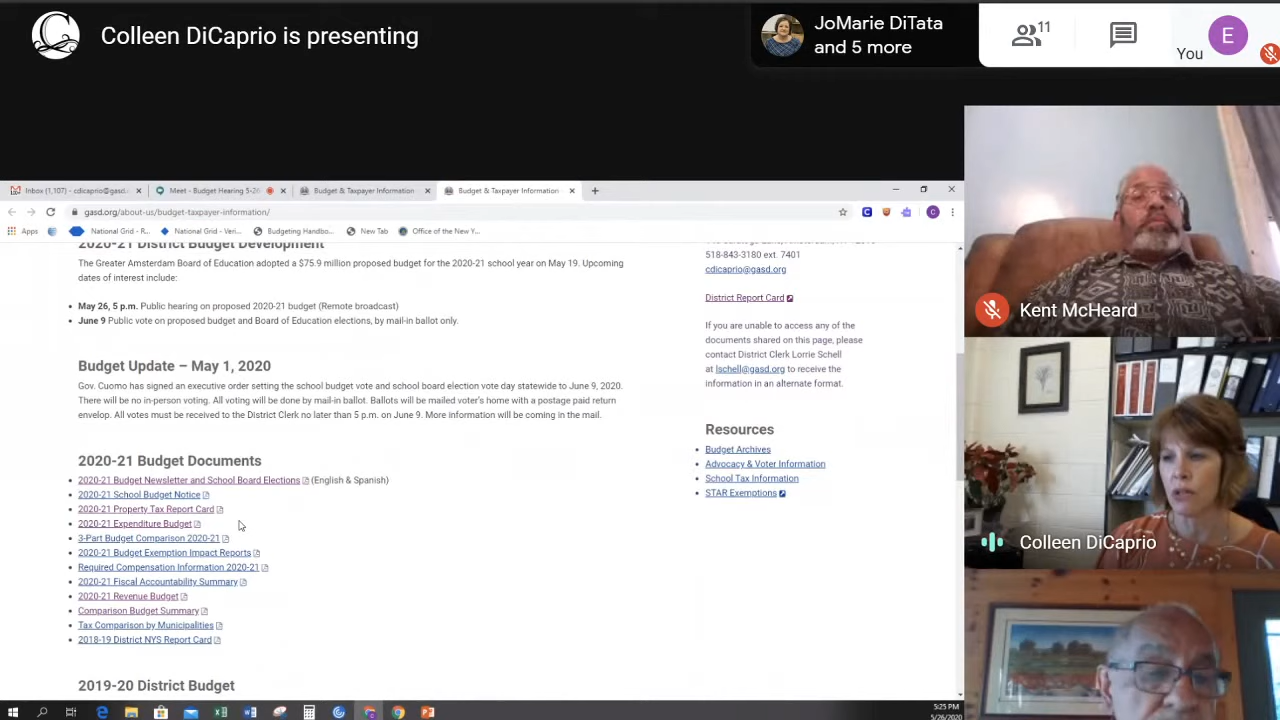 Colleen DiCaprio is presenting
JoMarie DiTata
and 5 more
11
You
E
Inbox (1,107) - cdicaprio@gasd.
Meet - Budget Hearing 5-26
Budget & Taxpayer Information
Budget & Taxpayer Information
gasd.org/about-us/budget-taxpayer-information/
Apps
National Grid - R...
National Grid - Veri...
Budgeting Handbo...
New Tab
Office of the New Y...
2020-21 District Budget Development
The Greater Amsterdam Board of Education adopted a $75.9 million proposed budget for the 2020-21 school year on May 19. Upcoming
dates of interest include:
May 26, 5 p.m. Public hearing on proposed 2020-21 budget (Remote broadcast)
June 9 Public vote on proposed budget and Board of Education elections, by mail-in ballot only.
Budget Update – May 1, 2020
Gov. Cuomo has signed an executive order setting the school budget vote and school board election vote day statewide to June 9, 2020.
There will be no in-person voting. All voting will be done by mail-in ballot. Ballots will be mailed voter's home with a postage paid return
envelop. All votes must be received to the District Clerk no later than 5 p.m. on June 9. More information will be coming in the mail.
2020-21 Budget Documents
2020-21 Budget Newsletter and School Board Elections (English & Spanish)
2020-21 School Budget Notice
2020-21 Property Tax Report Card
2020-21 Expenditure Budget
3-Part Budget Comparison 2020-21
2020-21 Budget Exemption Impact Reports
Required Compensation Information 2020-21
2020-21 Fiscal Accountability Summary
2020-21 Revenue Budget
Comparison Budget Summary
Tax Comparison by Municipalities
2018-19 District NYS Report Card
2019-20 District Budget
518-843-3180 ext. 7401
cdicaprio@gasd.org
District Report Card
If you are unable to access any of the
documents shared on this page, please
contact District Clerk Lorrie Schell
at lschell@gasd.org to receive the
information in an alternate format.
Resources
Budget Archives
Advocacy & Voter Information
School Tax Information
STAR Exemptions
Kent McHeard
Colleen DiCaprio
5:25 PM
5/26/2020